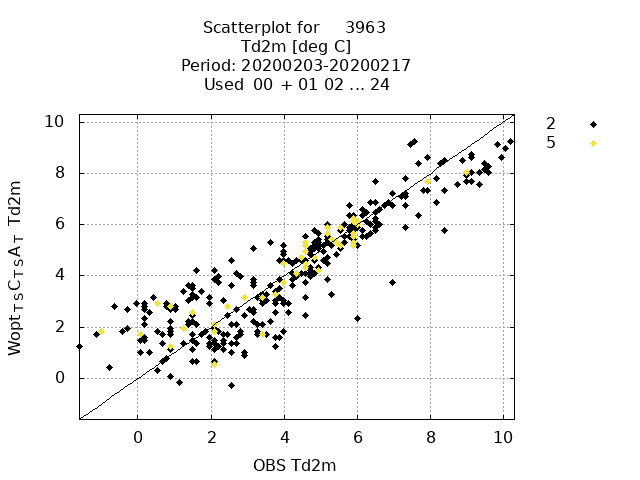 Scatterplot for 3963
Td2m [deg C]
Period: 20200203-20200217
Used 00 + 01 02 ... 24
2
5
10
8
6
4
2
0
Wopt_TSC_TSA_T Td2m
0 2 4 6 8 10
OBS Td2m